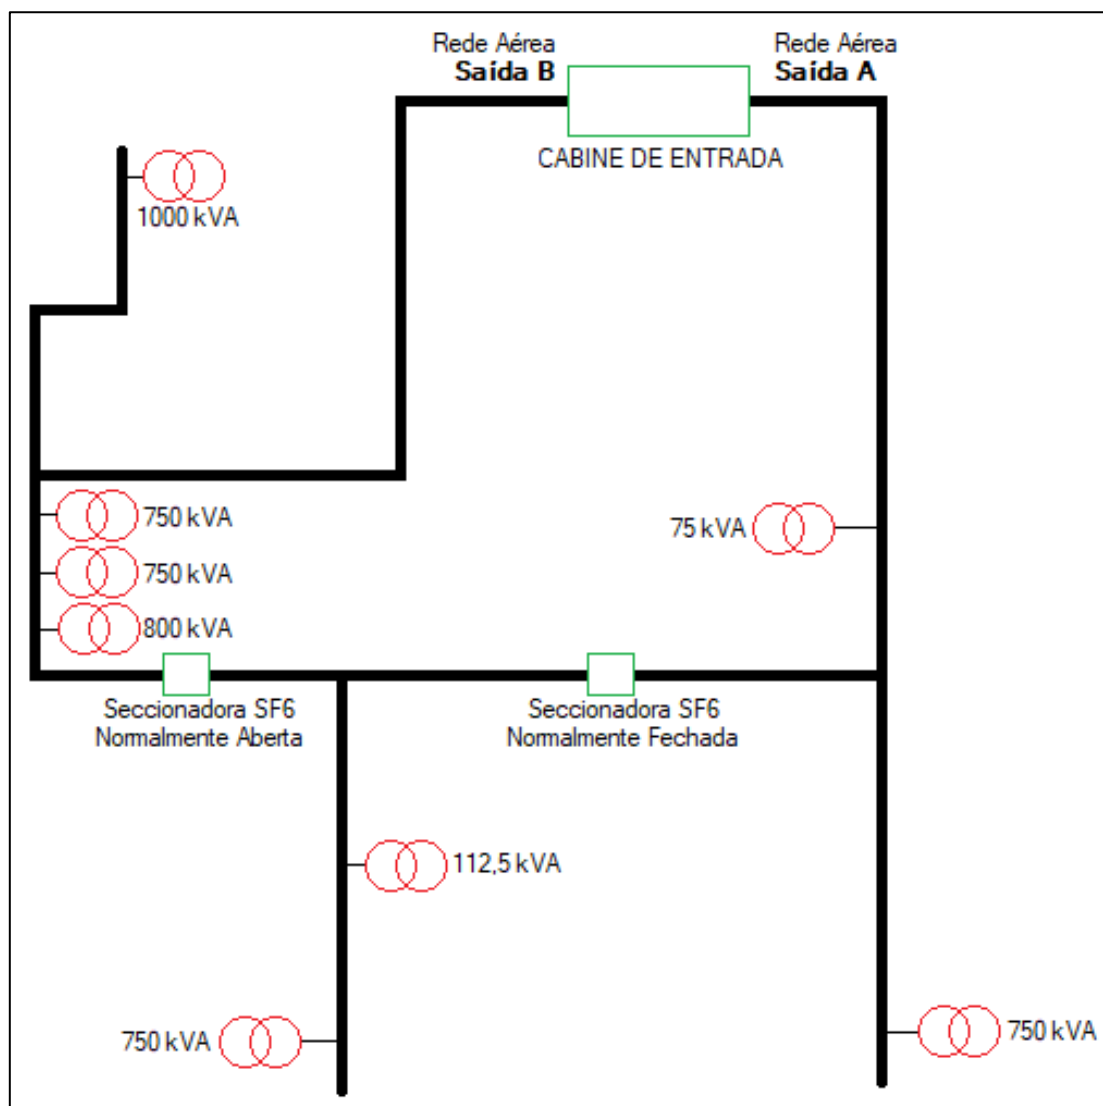 Rede Aérea
Saída B
Rede Aérea
Saída A
CABINE DE ENTRADA
1000 kVA
750 kVA
750 kVA
800 kVA
75 kVA
Seccionadora SF6
Normalmente Aberta
Seccionadora SF6
Normalmente Fechada
112,5 kVA
750 kVA
750 kVA